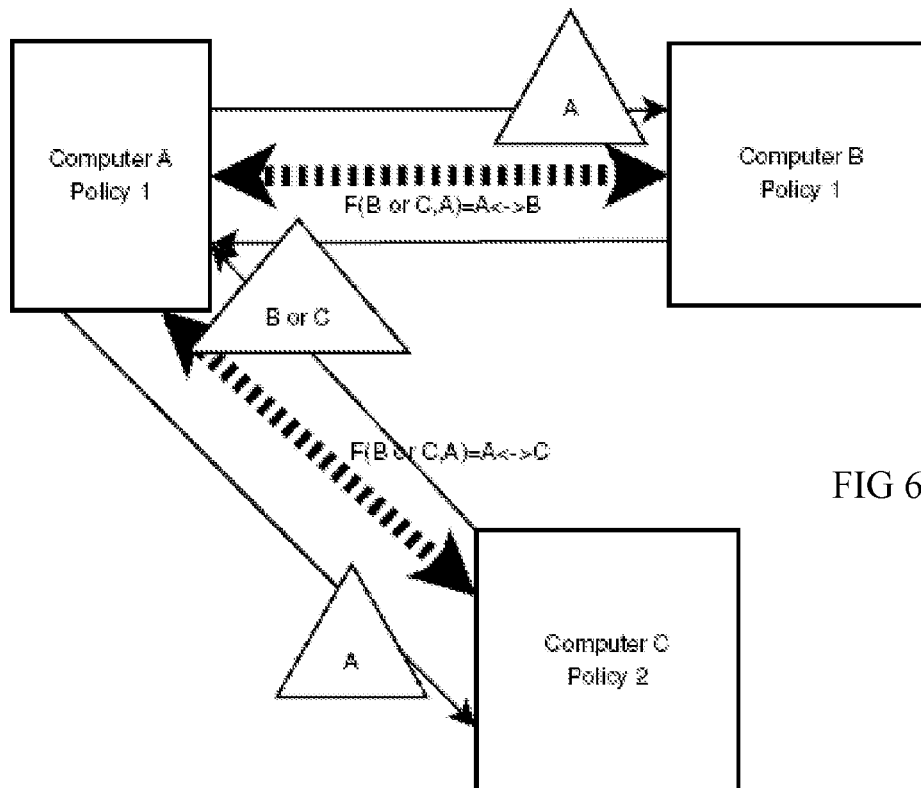 A
Computer A
Policy 1
Computer B
Policy 1
F(B or C,A)=A<->B
B or C
F(B or C,A)=A<->C
FIG 6
A
Computer C
Policy 2